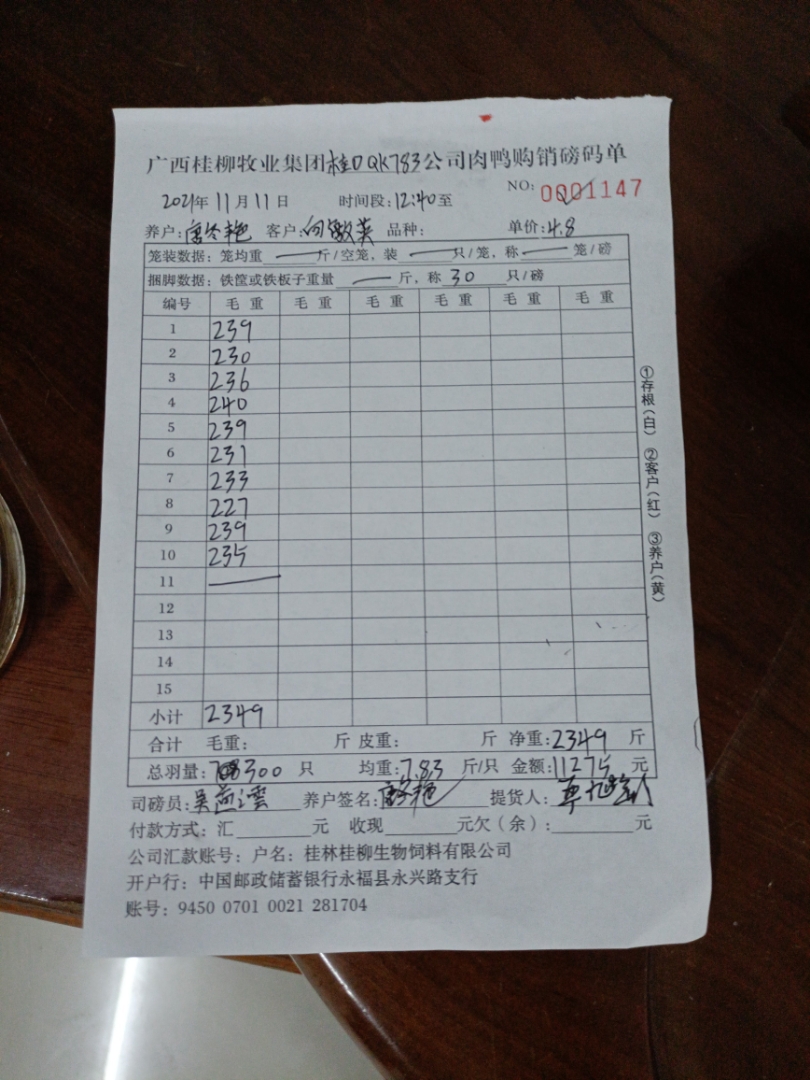 广西桂柳牧业集团桂DQK783公司肉鸭购销磅码单
2021年11月11日 时间段:12:40至 NO: 0001147
养户:唐冬艳 客户:向敏英 品种: 单价:4.8
笼装数据: 笼均重 — 斤/空笼, 装 — 只/笼, 称 — 笼/磅
捆脚数据: 铁筐或铁板子重量 — 斤, 称 30 只/磅
编号 毛重 毛重 毛重 毛重 毛重 毛重
1 239
2 230
3 236
4 240
5 239
6 231
7 233
8 227
9 239
10 235
11 —
12
13
14
15
小计 2349
合计 毛重: 斤 皮重: 斤 净重:2349 斤
总羽量: 300 只 均重:7.83 斤/只 金额:11275 元
司磅员: 养户签名: 提货人:
付款方式: 汇 元 收现 元欠(余): 元
公司汇款账号: 户名: 桂林桂柳生物饲料有限公司
开户行: 中国邮政储蓄银行永福县永兴路支行
账号: 9450 0701 0021 281704
①存根(白) ②客户(红) ③养户(黄)